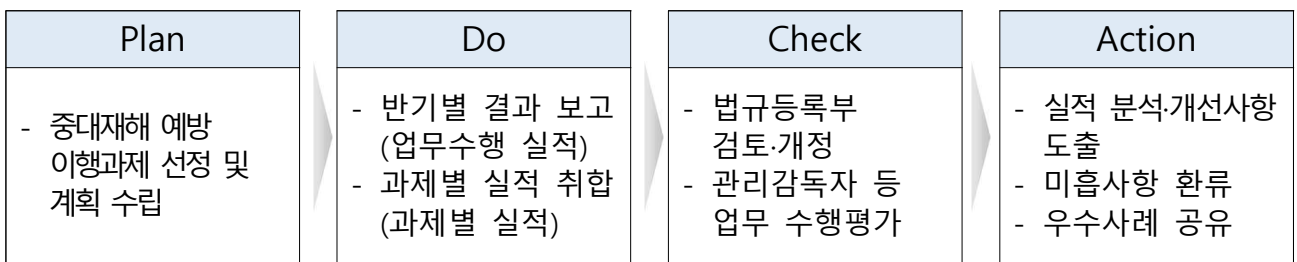 Plan
- 중대재해 예방
이행과제 선정 및
계획 수립
Do
- 반기별 결과 보고
(업무수행 실적)
- 과제별 실적 취합
(과제별 실적)
Check
- 법규등록부
검토·개정
- 관리감독자 등
업무 수행평가
Action
- 실적 분석·개선사항
도출
- 미흡사항 환류
- 우수사례 공유